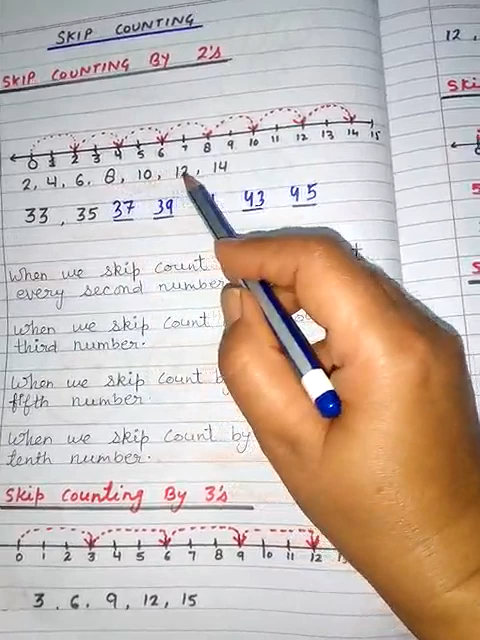 SKIP COUNTING
SKIP COUNTING BY 2's
0 1 2 3 4 5 6 7 8 9 10 11 12 13 14 15
2, 4, 6, 8, 10, 12, 14
33, 35 37 39 43 45
When we skip count
every second number
When we skip count
third number.
When we skip count b
fifth number.
When we skip count by
tenth number.
Skip Counting By 3's
0 1 2 3 4 5 6 7 8 9 10 11 12
3, 6, 9, 12, 15
12,
Ski